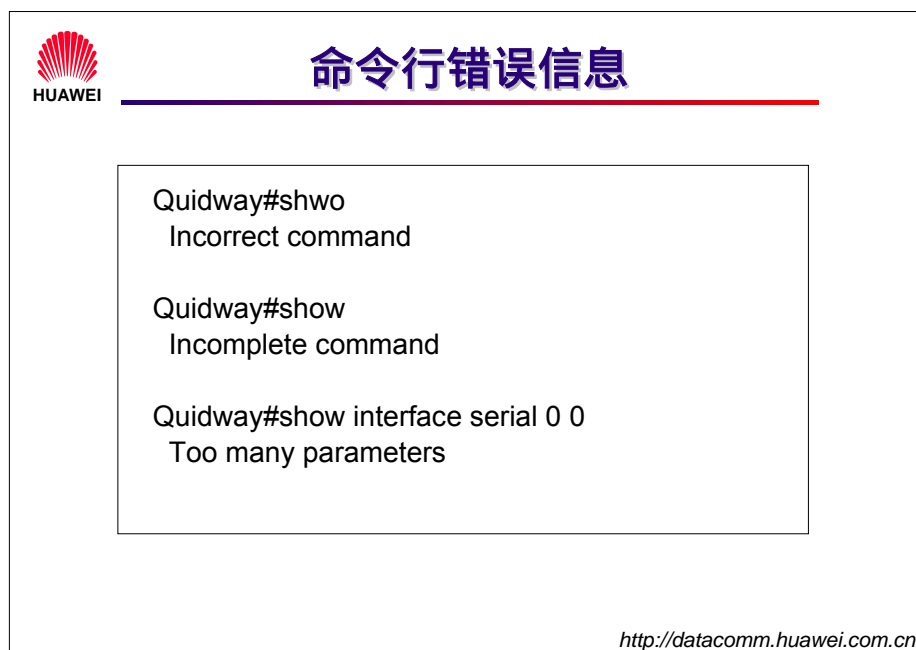 命令行错误信息
HUAWEI
Quidway#shwo
Incorrect command
Quidway#show
Incomplete command
Quidway#show interface serial 0 0
Too many parameters
http://datacomm.huawei.com.cn